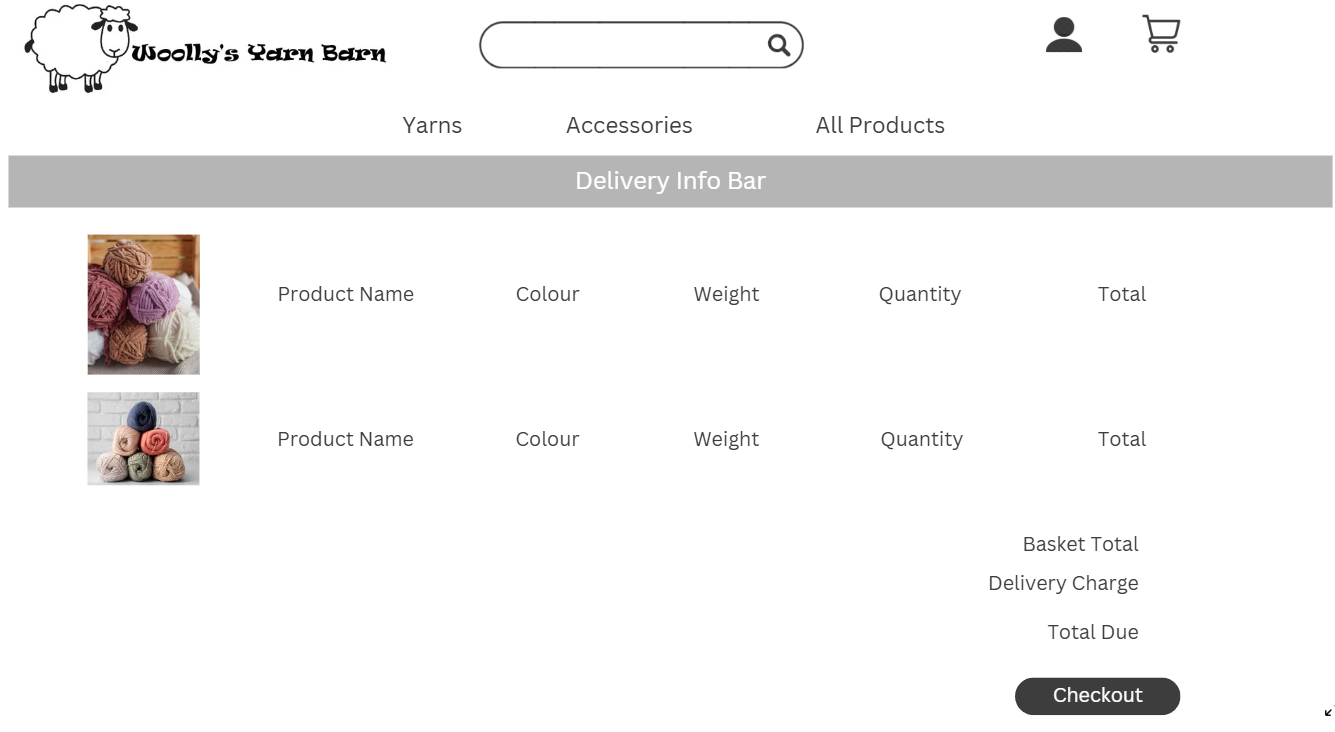 Woolly's Yarn Barn
Yarns Accessories All Products
Delivery Info Bar
Product Name Colour Weight Quantity Total
Product Name Colour Weight Quantity Total
Basket Total
Delivery Charge
Total Due
Checkout